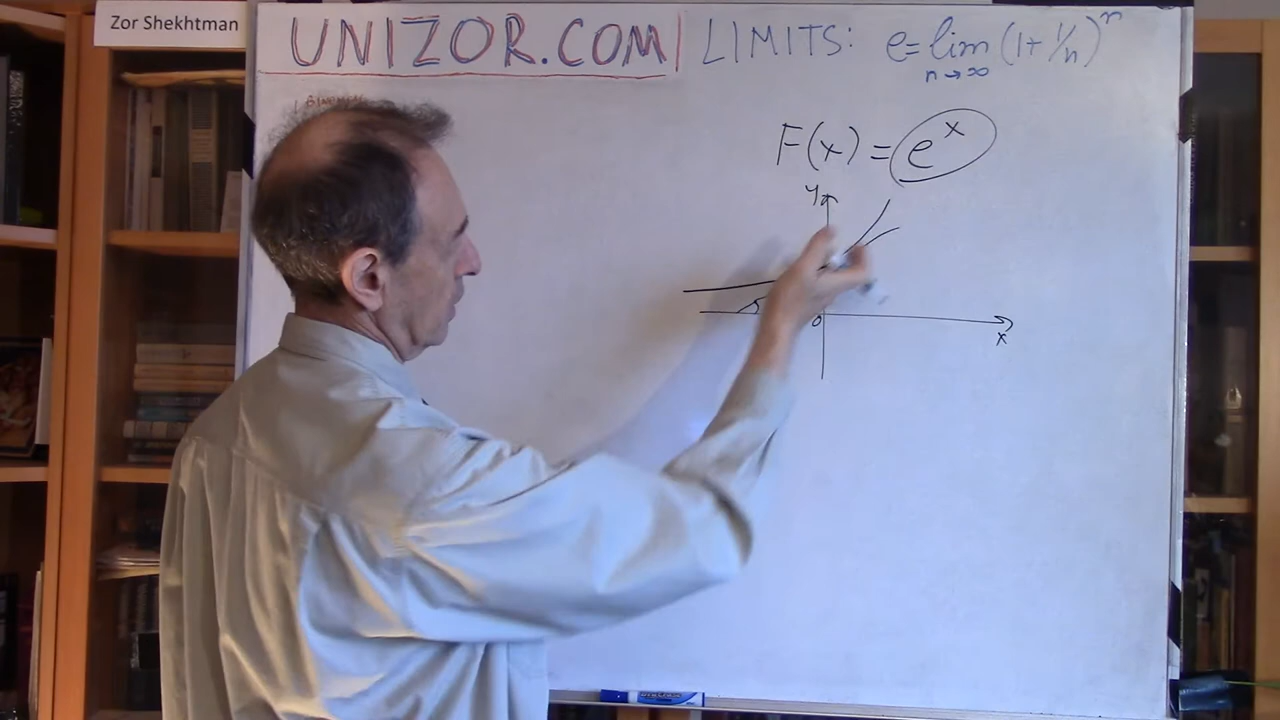 Zor Shekhtman
UNIZOR.COM | LIMITS: e = lim (1 + 1/n)^n
n→∞
F(x) = e^x
y
0
x